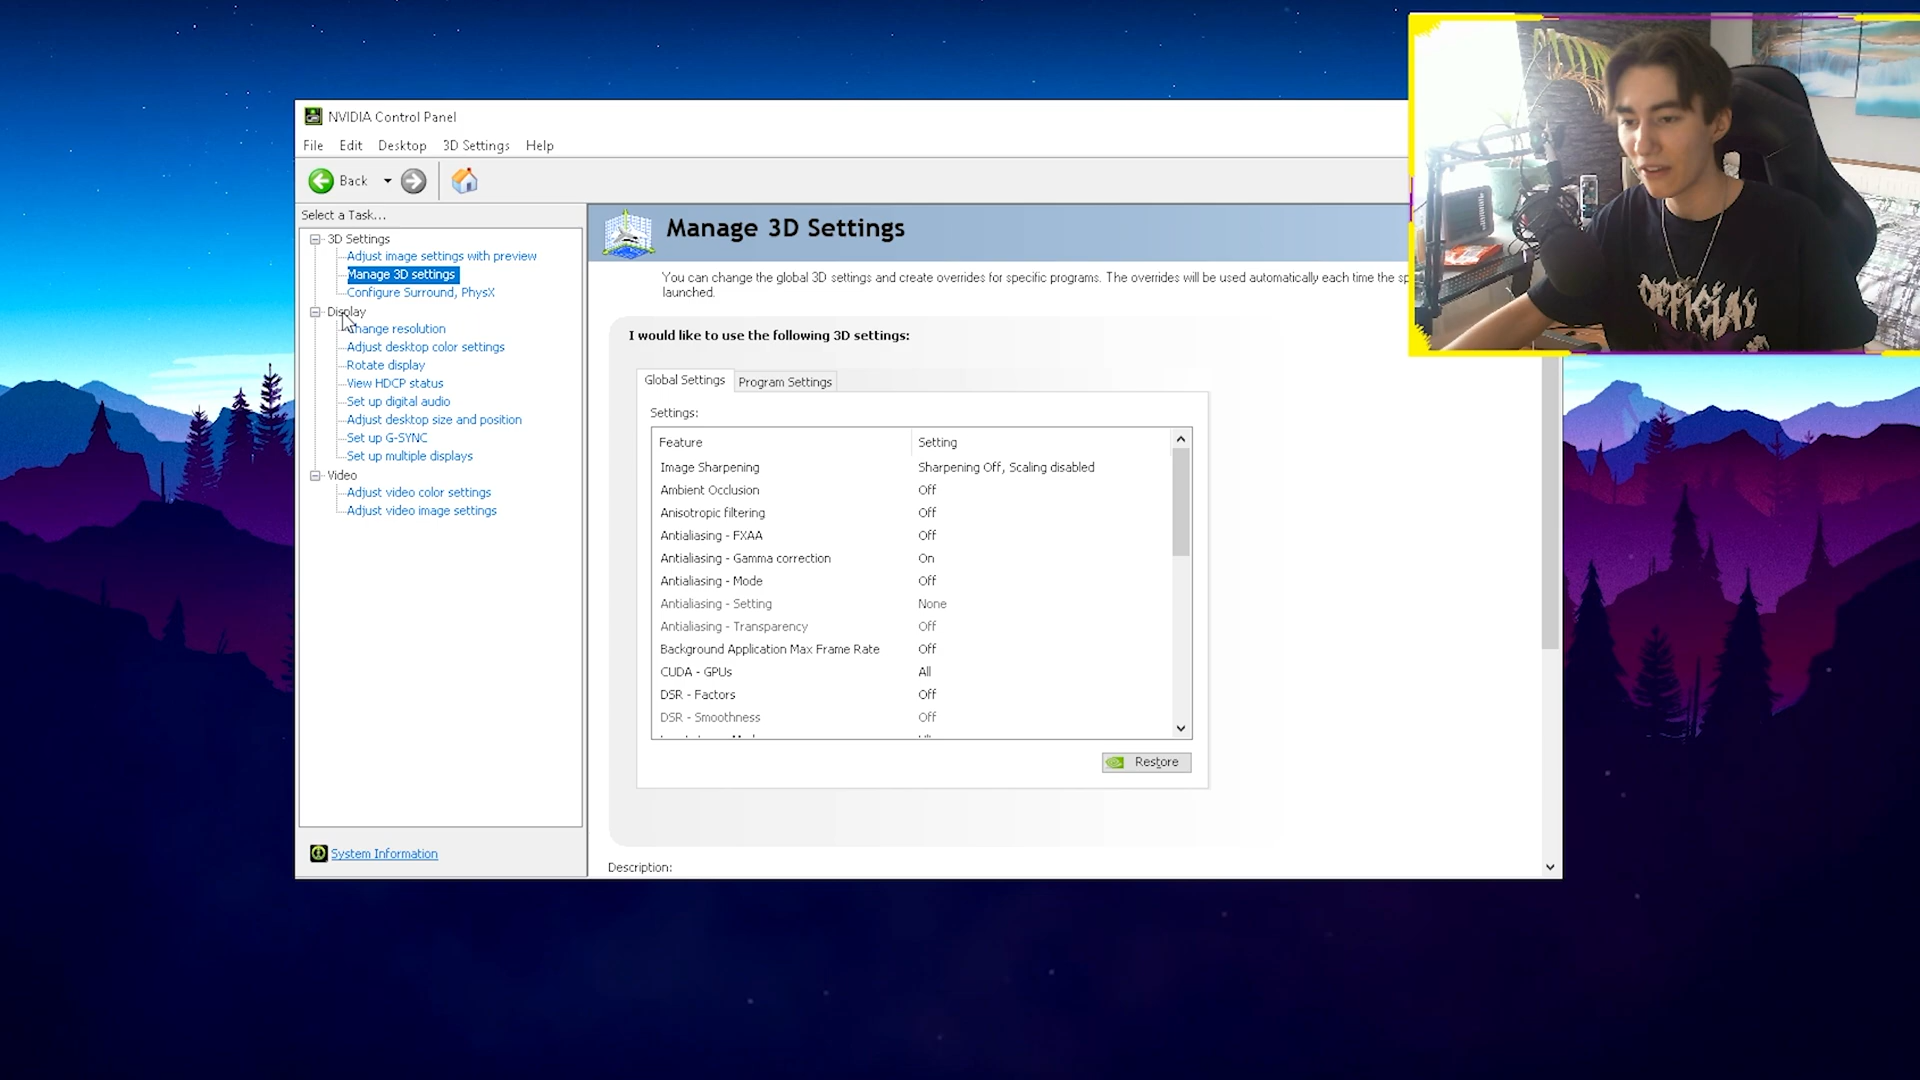 NVIDIA Control Panel
File Edit Desktop 3D Settings Help
Back
Select a Task...
3D Settings
Adjust image settings with preview
Manage 3D settings
Configure Surround, PhysX
Display
Change resolution
Adjust desktop color settings
Rotate display
View HDCP status
Set up digital audio
Adjust desktop size and position
Set up G-SYNC
Set up multiple displays
Video
Adjust video color settings
Adjust video image settings
System Information
Manage 3D Settings
You can change the global 3D settings and create overrides for specific programs. The overrides will be used automatically each time the
launched.
I would like to use the following 3D settings:
Global Settings Program Settings
Settings:
Feature Setting
Image Sharpening Sharpening Off, Scaling disabled
Ambient Occlusion Off
Anisotropic filtering Off
Antialiasing - FXAA Off
Antialiasing - Gamma correction On
Antialiasing - Mode Off
Antialiasing - Setting None
Antialiasing - Transparency Off
Background Application Max Frame Rate Off
CUDA - GPUs All
DSR - Factors Off
DSR - Smoothness Off
Restore
Description:
OFFICIAL